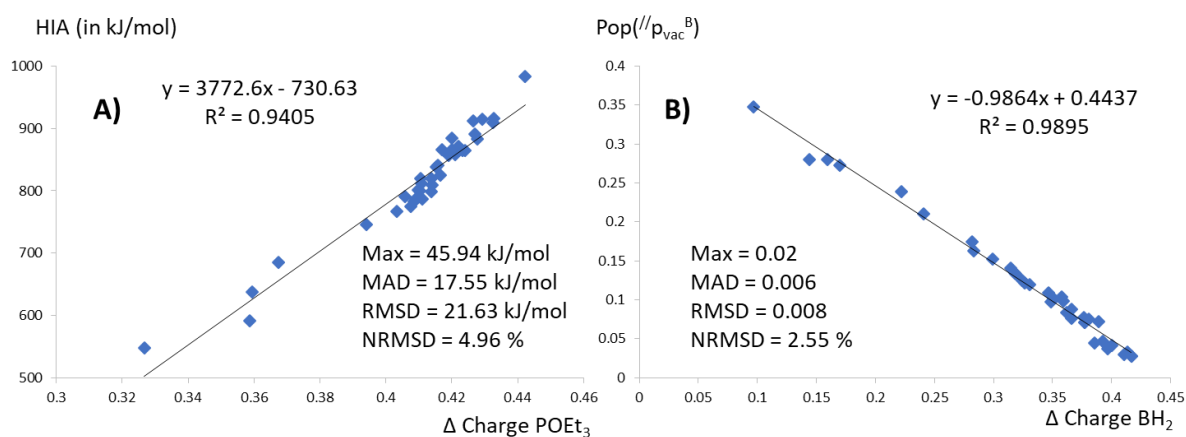 HIA (in kJ/mol)
A)
y = 3772.6x - 730.63
R² = 0.9405
1000
900
800
700
600
500
Max = 45.94 kJ/mol
MAD = 17.55 kJ/mol
RMSD = 21.63 kJ/mol
NRMSD = 4.96 %
0.3 0.32 0.34 0.36 0.38 0.4 0.42 0.44 0.46
Δ Charge POEt₃
Pop(//pvacB)
B)
y = -0.9864x + 0.4437
R² = 0.9895
0.4
0.35
0.3
0.25
0.2
0.15
0.1
0.05
0
Max = 0.02
MAD = 0.006
RMSD = 0.008
NRMSD = 2.55 %
0 0.05 0.1 0.15 0.2 0.25 0.3 0.35 0.4 0.45
Δ Charge BH₂